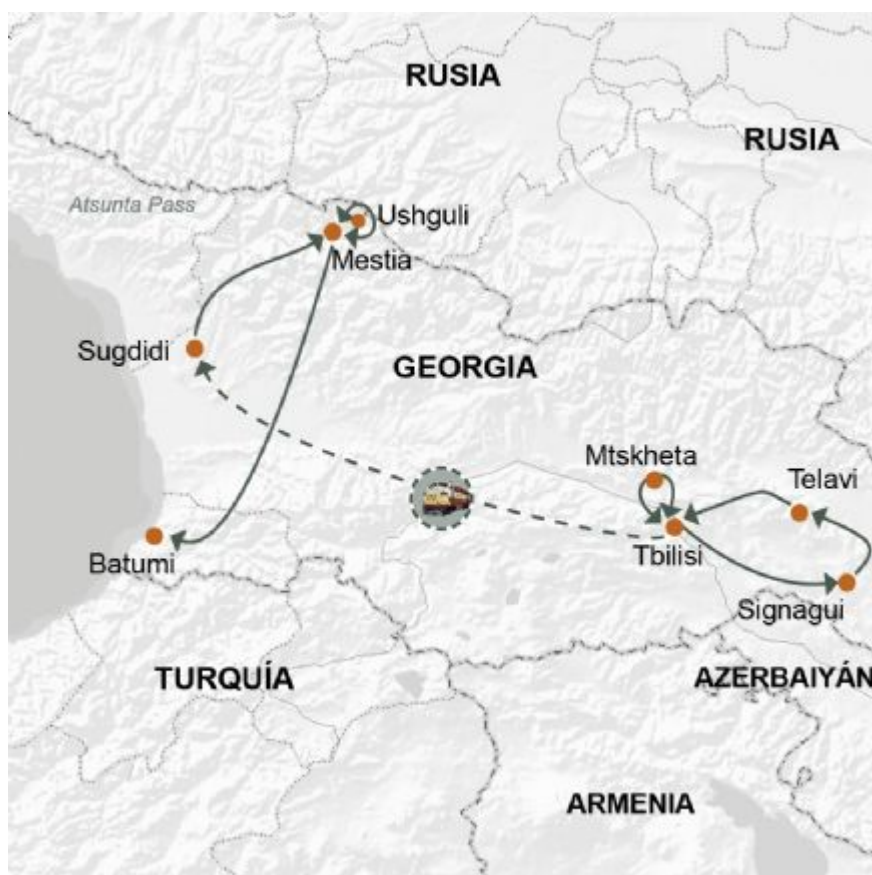 RUSIA
RUSIA
Atsunta Pass
Ushguli
Mestia
Sugdidi
GEORGIA
Mtskheta
Telavi
Tbilisi
Batumi
Signagui
TURQUÍA
AZERBAIYÁN
ARMENIA